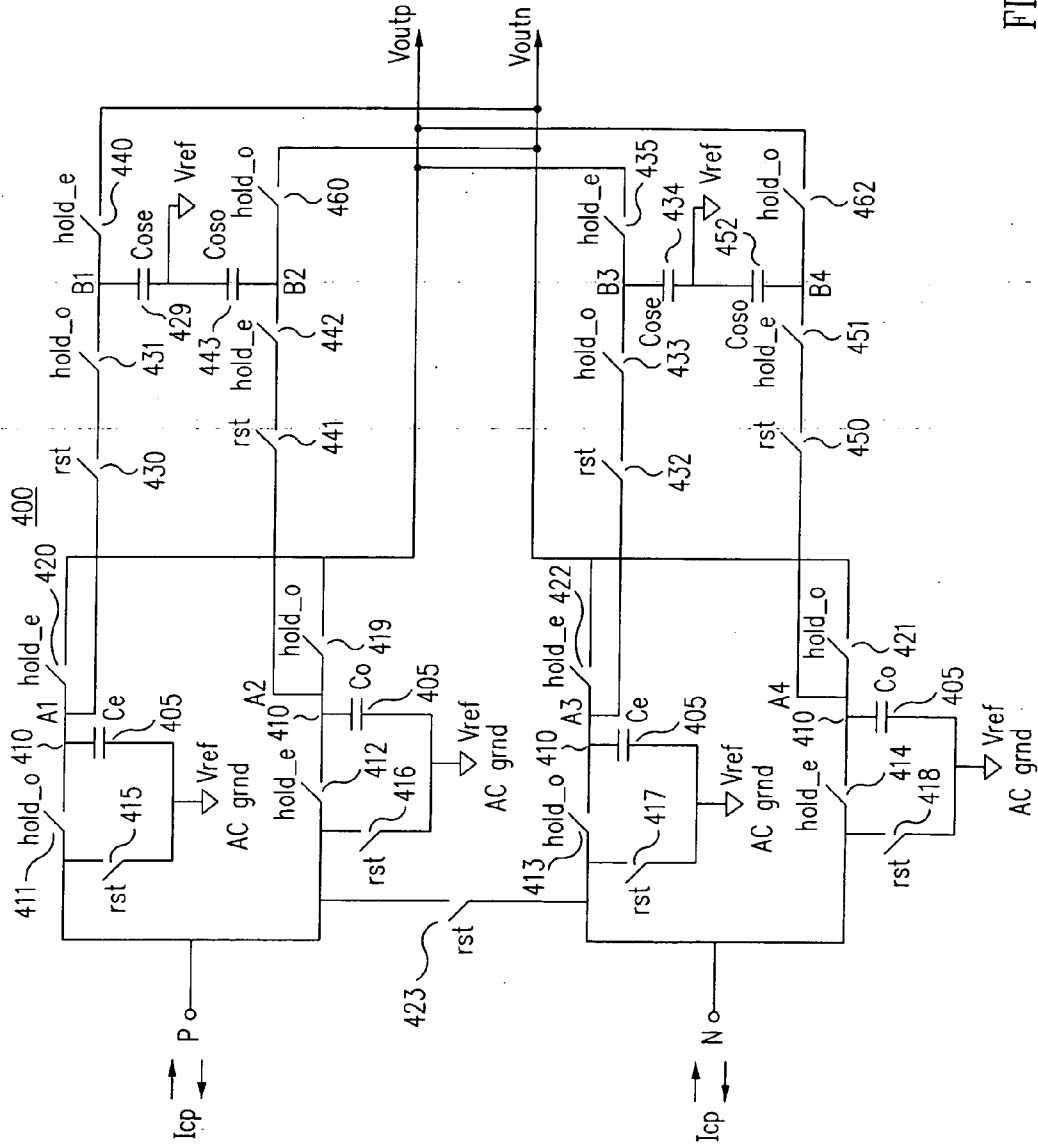 FI
400
Voutp
Voutn
hold_e
440
B1
Cose
429
Vref
hold_o
431
rst
430
Coso
443
B2
hold_o
460
hold_e
442
rst
441
hold_e
420
A1
410
Ce
405
hold_o
411
415
rst
Vref
AC grnd
A2
410
hold_o
419
Co
405
hold_e
412
416
rst
Vref
AC grnd
423
rst
Icp
P
hold_e
435
B3
434
Cose
Vref
hold_o
433
rst
432
452
Coso
B4
hold_o
462
hold_e
451
rst
450
hold_e
422
A3
410
Ce
405
hold_o
413
417
rst
Vref
AC grnd
A4
410
hold_o
421
Co
405
hold_e
414
418
rst
Vref
AC grnd
Icp
N